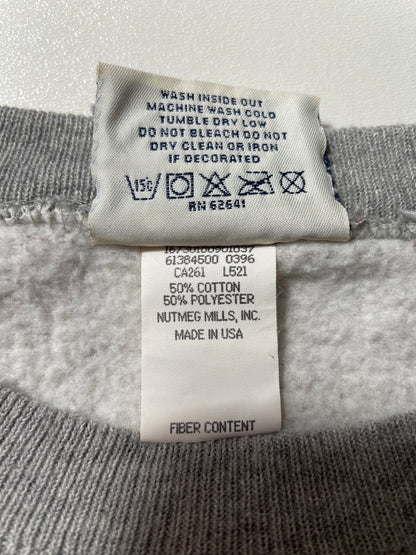 WASH INSIDE OUT
MACHINE WASH COLD
TUMBLE DRY LOW
DO NOT BLEACH DO NOT
DRY CLEAN OR IRON
IF DECORATED
15c
RN 62641
16730100901037
61384500 0396
CA261 L521
50% COTTON
50% POLYESTER
NUTMEG MILLS, INC.
MADE IN USA
FIBER CONTENT